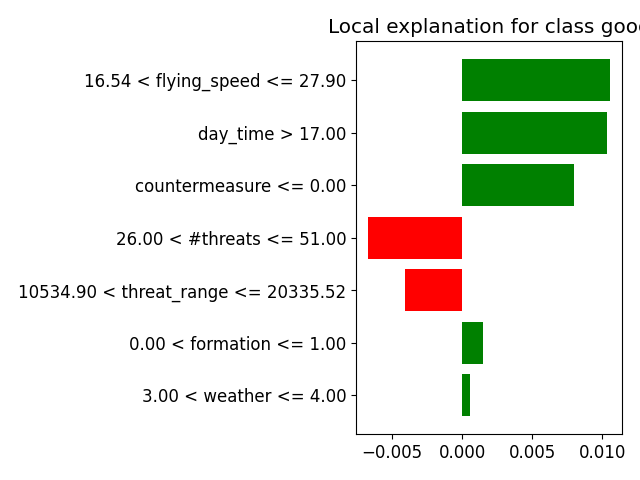 Local explanation for class good
16.54 < flying_speed <= 27.90
day_time > 17.00
countermeasure <= 0.00
26.00 < #threats <= 51.00
10534.90 < threat_range <= 20335.52
0.00 < formation <= 1.00
3.00 < weather <= 4.00
−0.005 0.000 0.005 0.010